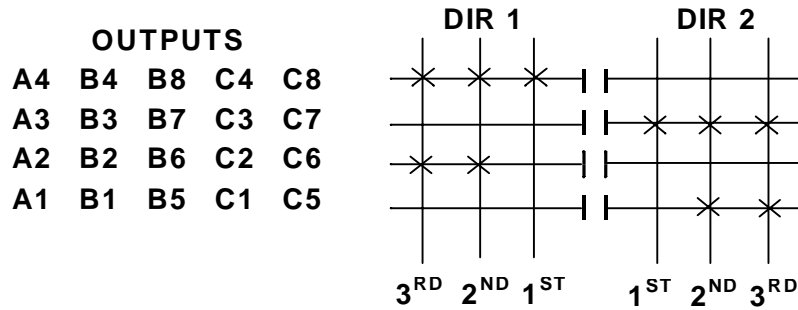 DIR 1 DIR 2
OUTPUTS
A4 B4 B8 C4 C8
A3 B3 B7 C3 C7
A2 B2 B6 C2 C6
A1 B1 B5 C1 C5
3RD 2ND 1ST 1ST 2ND 3RD